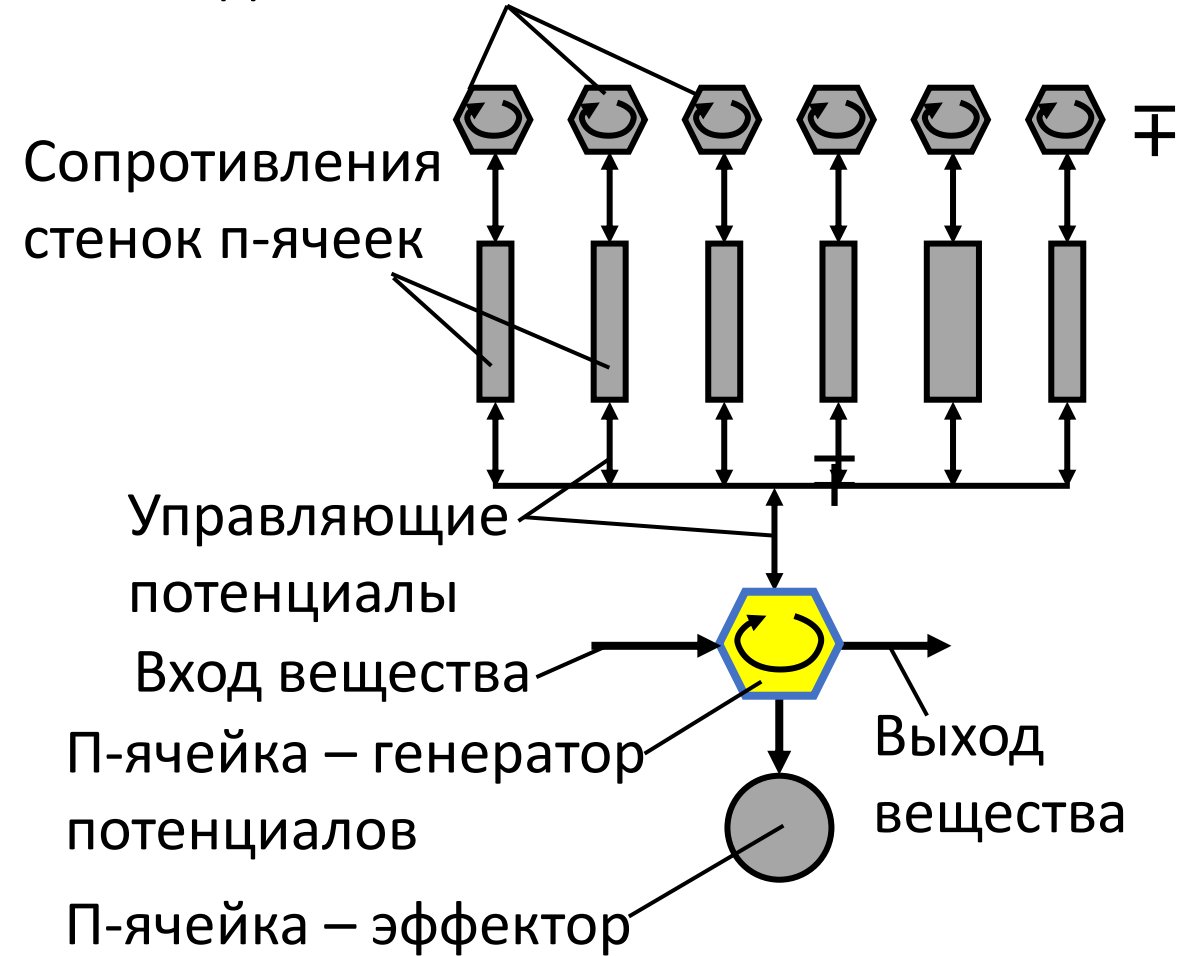 Сопротивления
стенок п-ячеек
∓
Управляющие
потенциалы
Вход вещества
П-ячейка – генератор
потенциалов
Выход
вещества
П-ячейка – эффектор